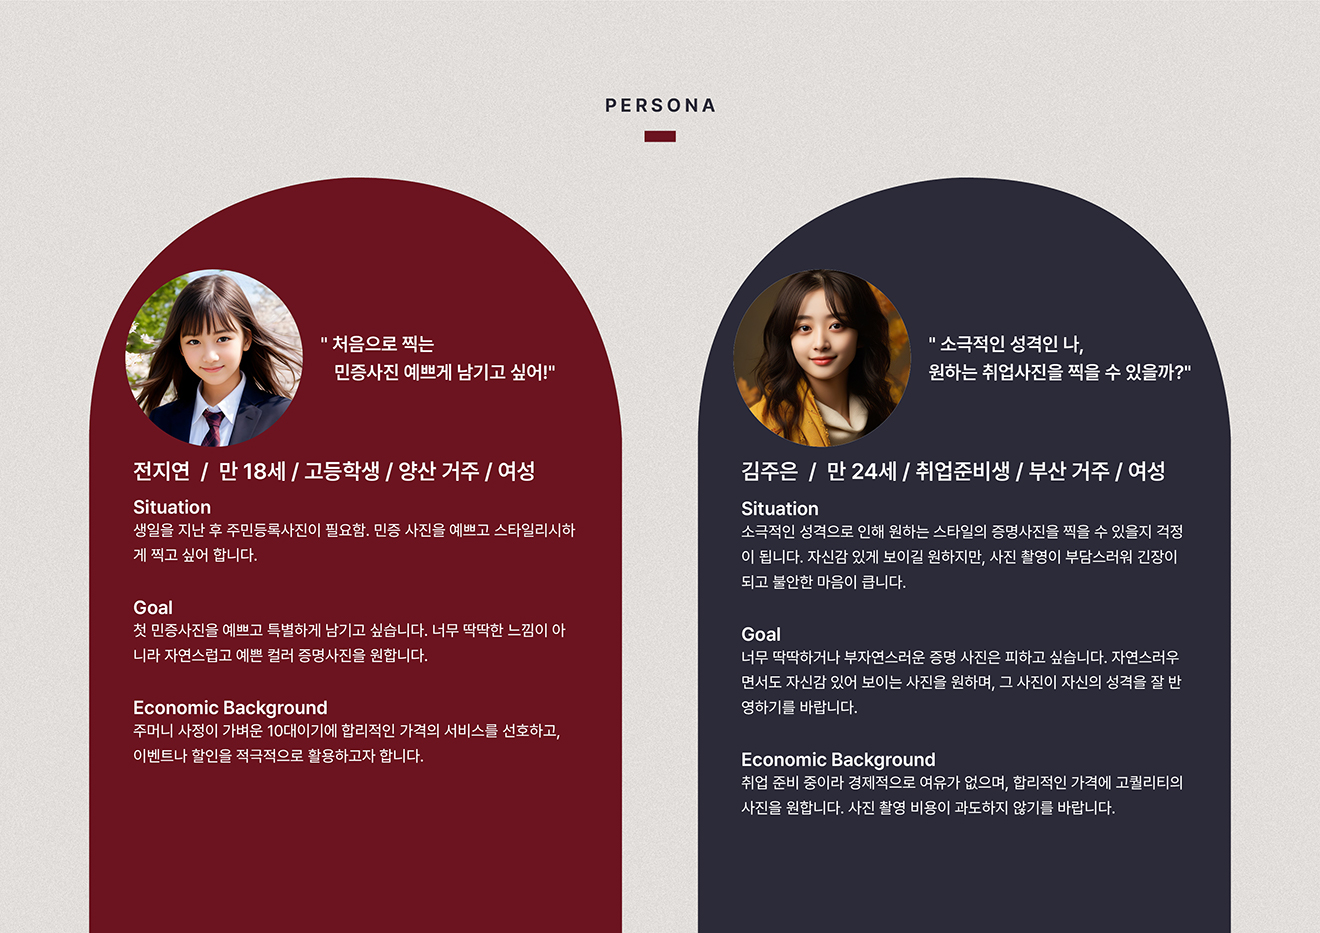 PERSONA
" 처음으로 찍는
민증사진 예쁘게 남기고 싶어!"
전지연 / 만 18세 / 고등학생 / 양산 거주 / 여성
Situation
생일을 지난 후 주민등록사진이 필요함. 민증 사진을 예쁘고 스타일리시하
게 찍고 싶어 합니다.
Goal
첫 민증사진을 예쁘고 특별하게 남기고 싶습니다. 너무 딱딱한 느낌이 아
니라 자연스럽고 예쁜 컬러 증명사진을 원합니다.
Economic Background
주머니 사정이 가벼운 10대이기에 합리적인 가격의 서비스를 선호하고,
이벤트나 할인을 적극적으로 활용하고자 합니다.
" 소극적인 성격인 나,
원하는 취업사진을 찍을 수 있을까?"
김주은 / 만 24세 / 취업준비생 / 부산 거주 / 여성
Situation
소극적인 성격으로 인해 원하는 스타일의 증명사진을 찍을 수 있을지 걱정
이 됩니다. 자신감 있게 보이길 원하지만, 사진 촬영이 부담스러워 긴장이
되고 불안한 마음이 큽니다.
Goal
너무 딱딱하거나 부자연스러운 증명 사진은 피하고 싶습니다. 자연스러우
면서도 자신감 있어 보이는 사진을 원하며, 그 사진이 자신의 성격을 잘 반
영하기를 바랍니다.
Economic Background
취업 준비 중이라 경제적으로 여유가 없으며, 합리적인 가격에 고퀄리티의
사진을 원합니다. 사진 촬영 비용이 과도하지 않기를 바랍니다.